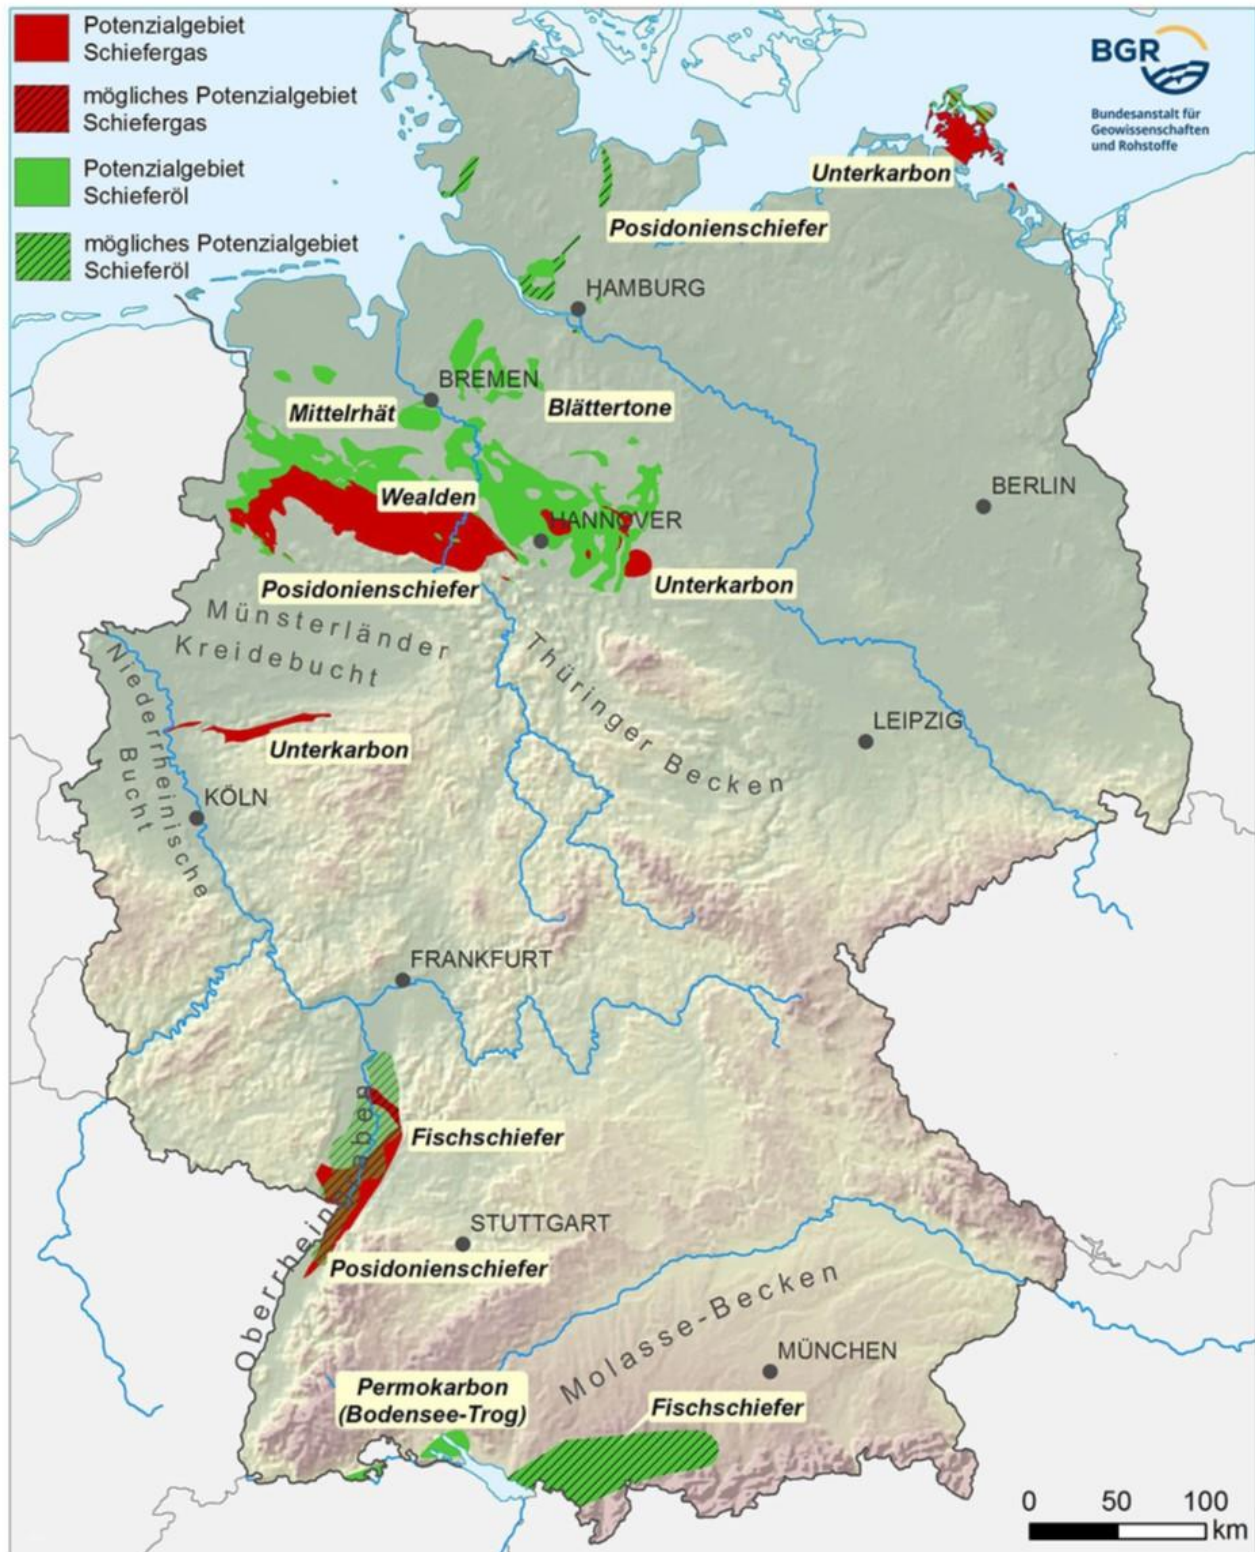 Potenzialgebiet
Schiefergas
mögliches Potenzialgebiet
Schiefergas
Potenzialgebiet
Schieferöl
mögliches Potenzialgebiet
Schieferöl
BGR
Bundesanstalt für
Geowissenschaften
und Rohstoffe
Unterkarbon
Posidonienschiefer
HAMBURG
BREMEN
Mittelrhät
Blättertone
Wealden
BERLIN
HANNOVER
Posidonienschiefer
Unterkarbon
Münsterländer
Kreidebucht
Thüringer Becken
Niederrheinische
Bucht
LEIPZIG
Unterkarbon
KÖLN
FRANKFURT
Fischschiefer
STUTTGART
Posidonienschiefer
Oberrheingraben
Molasse-Becken
MÜNCHEN
Permokarbon
(Bodensee-Trog)
Fischschiefer
0 50 100
km